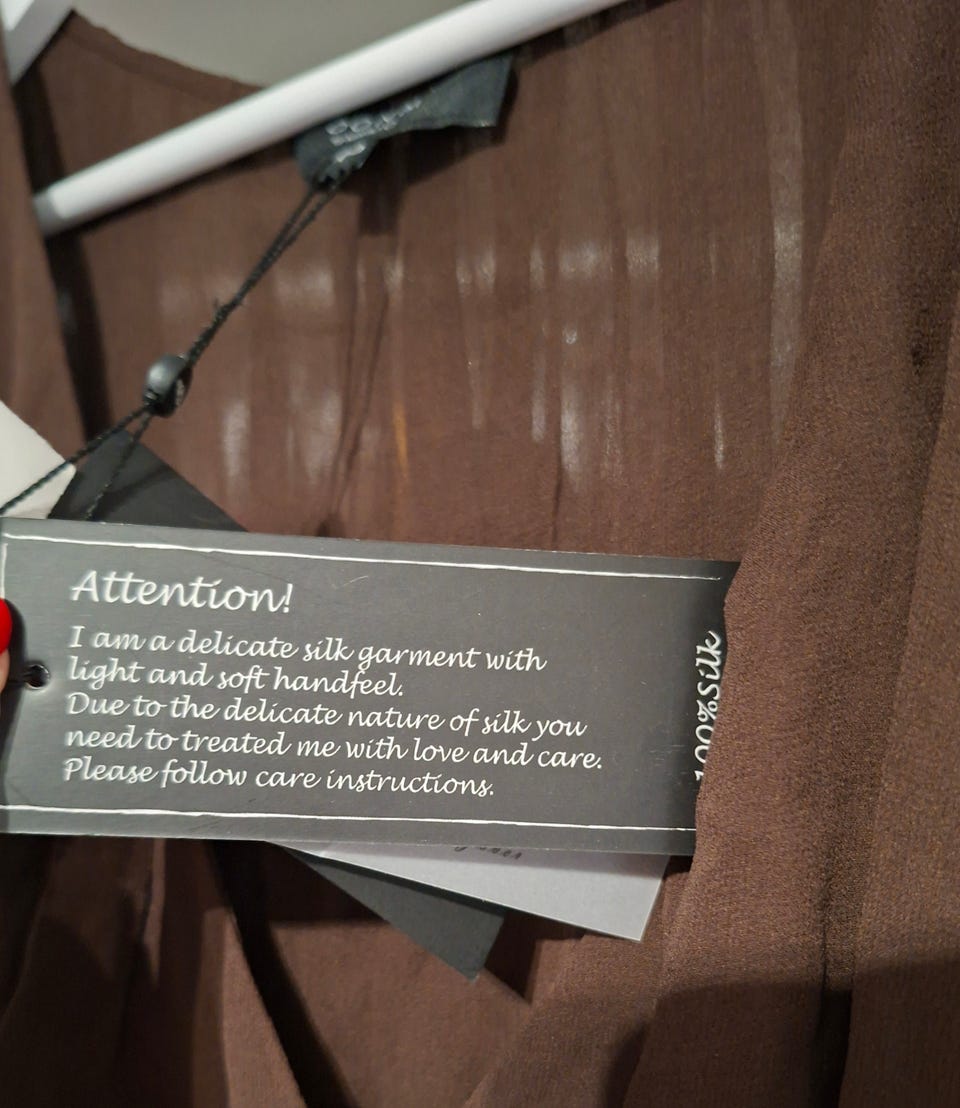 Attention!
I am a delicate silk garment with
light and soft handfeel.
Due to the delicate nature of silk you
need to treated me with love and care.
Please follow care instructions.
100%Silk